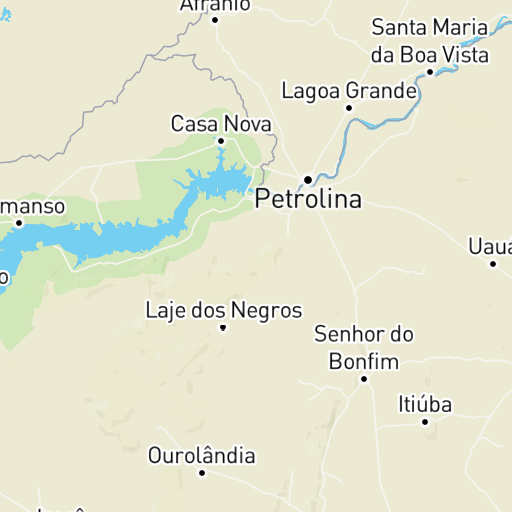 Afrânio
Santa Maria
da Boa Vista
Lagoa Grande
Casa Nova
Petrolina
manso
Uauá
o
Laje dos Negros
Senhor do
Bonfim
Itiúba
Ourolândia